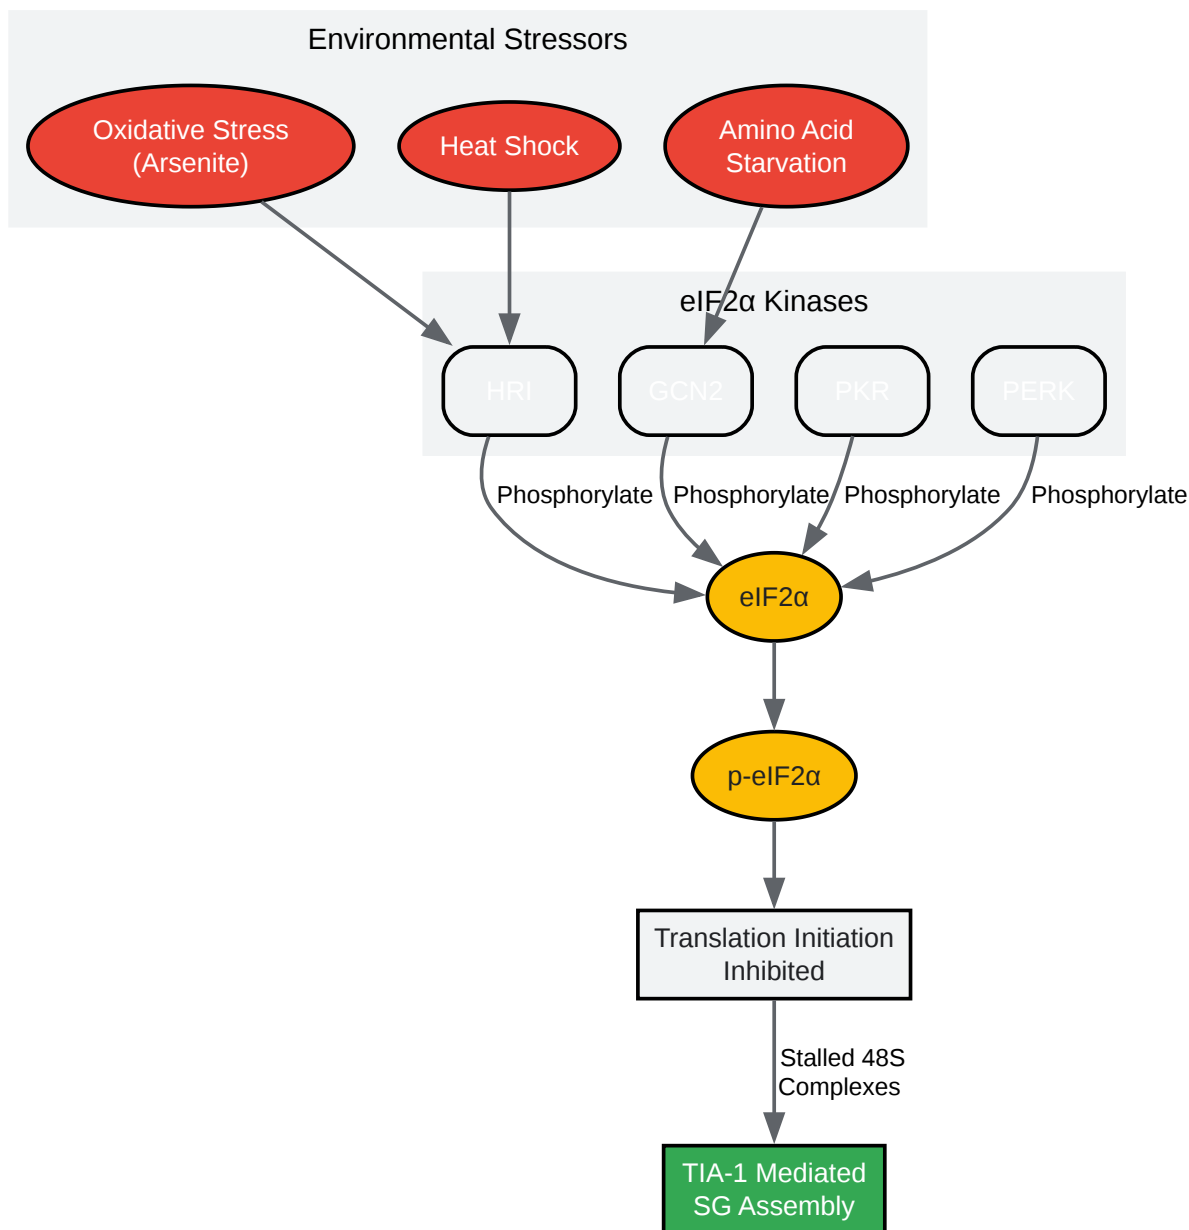 Environmental Stressors
Oxidative Stress
(Arsenite)
Heat Shock
Amino Acid
Starvation
eIF2α Kinases
HRI
GCN2
PKR
PERK
Phosphorylate
Phosphorylate
Phosphorylate
Phosphorylate
eIF2α
p-eIF2α
Translation Initiation
Inhibited
Stalled 48S
Complexes
TIA-1 Mediated
SG Assembly